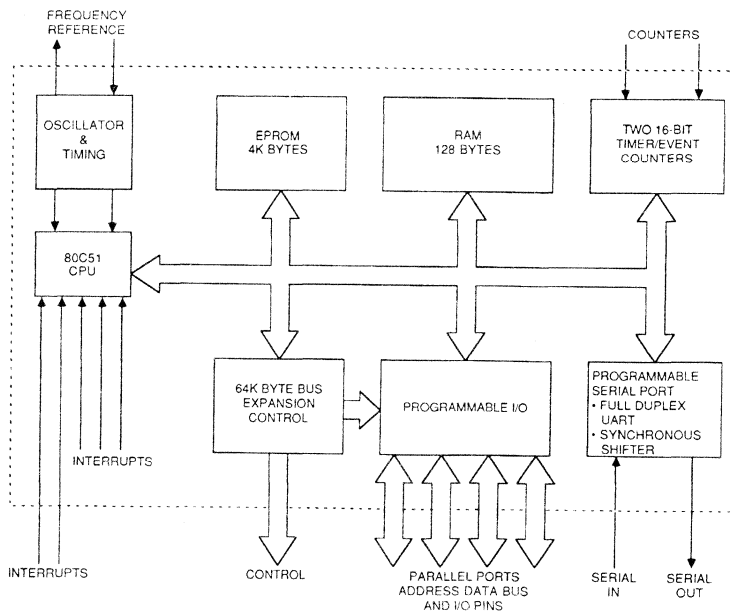 FREQUENCY
REFERENCE
COUNTERS
OSCILLATOR
&
TIMING
EPROM
4K BYTES
RAM
128 BYTES
TWO 16-BIT
TIMER/EVENT
COUNTERS
80C51
CPU
64K BYTE BUS
EXPANSION
CONTROL
PROGRAMMABLE I/O
PROGRAMMABLE
SERIAL PORT
• FULL DUPLEX
UART
• SYNCHRONOUS
SHIFTER
INTERRUPTS
INTERRUPTS
CONTROL
PARALLEL PORTS
ADDRESS DATA BUS
AND I/O PINS
SERIAL
IN
SERIAL
OUT